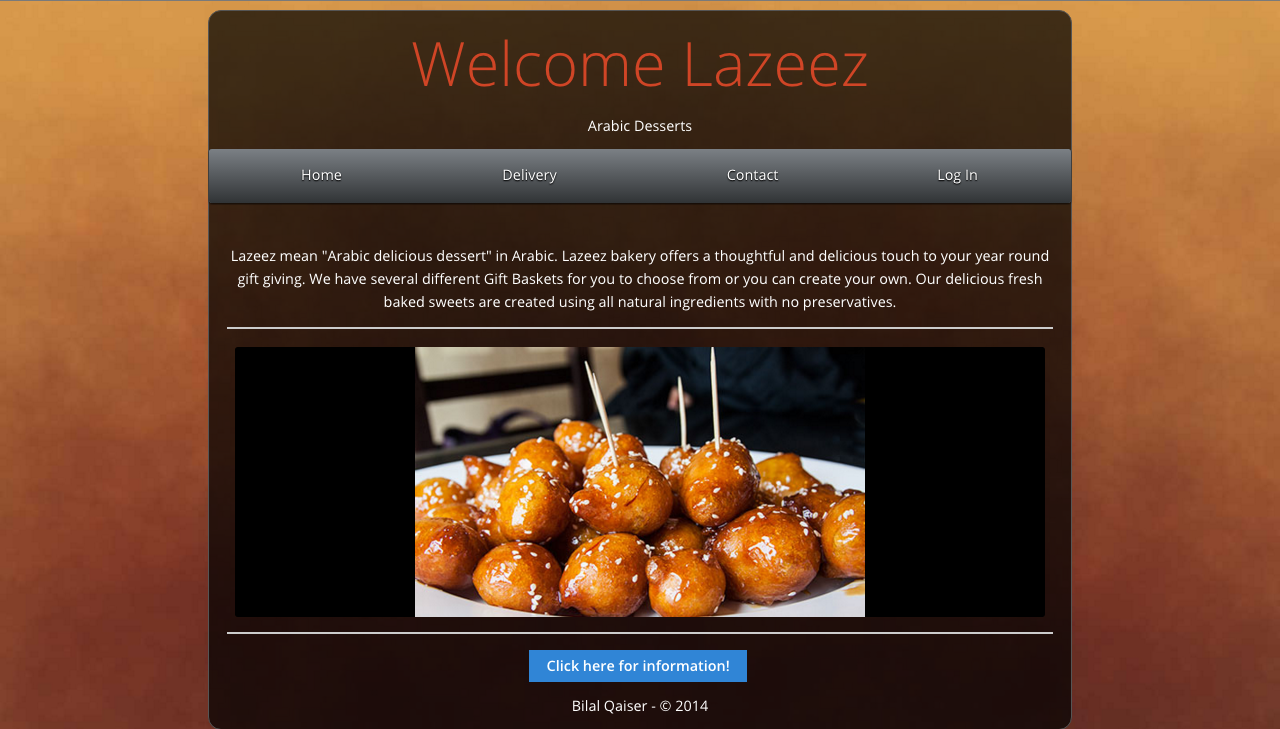 Welcome Lazeez
Arabic Desserts
Home Delivery Contact Log In
Lazeez mean "Arabic delicious dessert" in Arabic. Lazeez bakery offers a thoughtful and delicious touch to your year round
gift giving. We have several different Gift Baskets for you to choose from or you can create your own. Our delicious fresh
baked sweets are created using all natural ingredients with no preservatives.
Click here for information!
Bilal Qaiser - © 2014